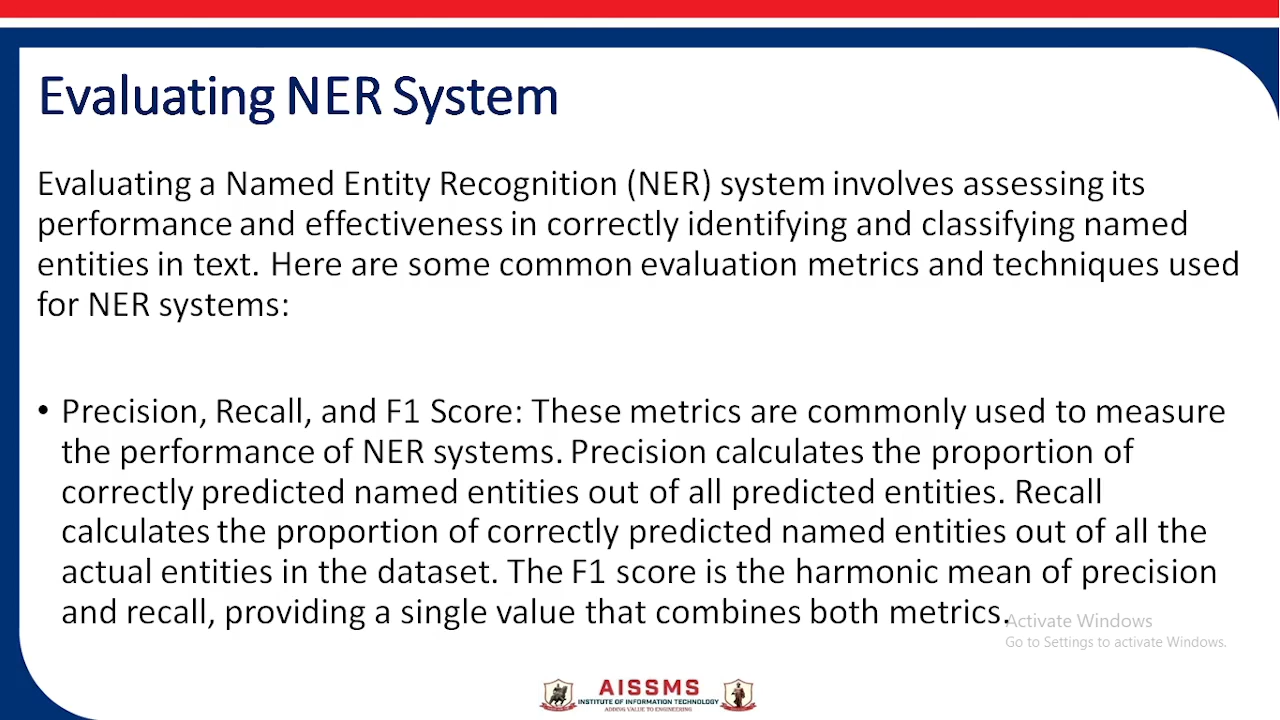 Evaluating NER System
Evaluating a Named Entity Recognition (NER) system involves assessing its
performance and effectiveness in correctly identifying and classifying named
entities in text. Here are some common evaluation metrics and techniques used
for NER systems:
• Precision, Recall, and F1 Score: These metrics are commonly used to measure
the performance of NER systems. Precision calculates the proportion of
correctly predicted named entities out of all predicted entities. Recall
calculates the proportion of correctly predicted named entities out of all the
actual entities in the dataset. The F1 score is the harmonic mean of precision
and recall, providing a single value that combines both metrics.
Activate Windows
Go to Settings to activate Windows.
AISSMS
INSTITUTE OF INFORMATION TECHNOLOGY
ADDING VALUE TO ENGINEERING